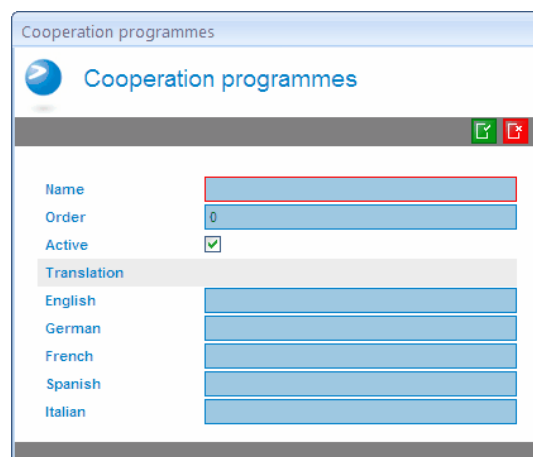 Cooperation programmes
Cooperation programmes
Name
Order 0
Active
Translation
English
German
French
Spanish
Italian